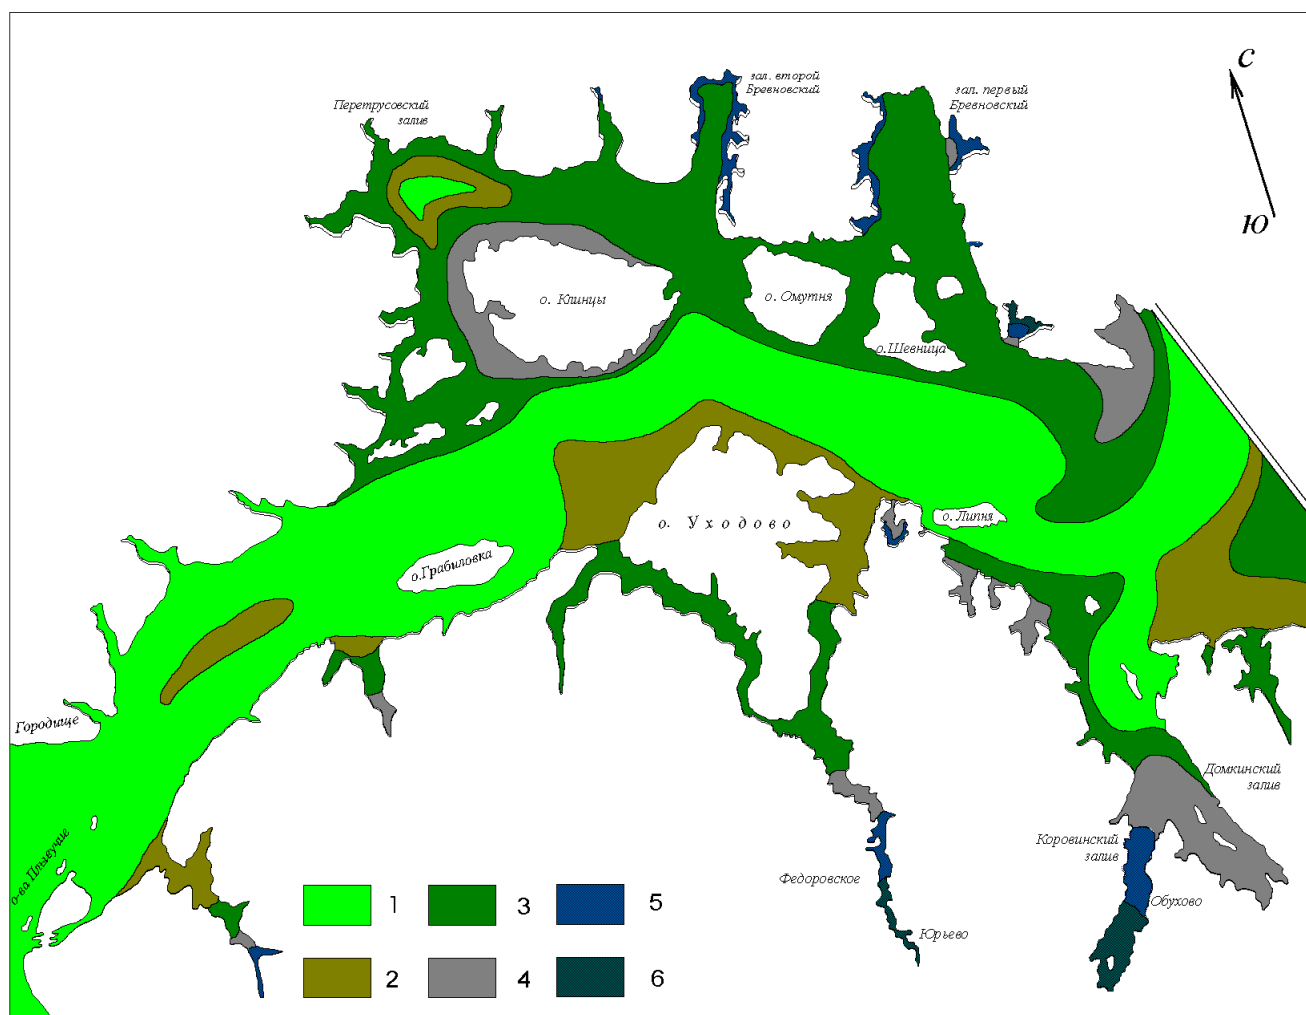 С
зал. второй
Бревновский
зал. первый
Бревновский
Перетрусовский
залив
Ю
о. Клинцы
о. Омутня
о. Шевница
о. Уходово
о. Липня
о.Грабиловка
Городище
о-ва Плывучие
Домкинский
залив
Коровинский
залив
Обухово
Федоровское
Юрьево
1
3
5
2
4
6